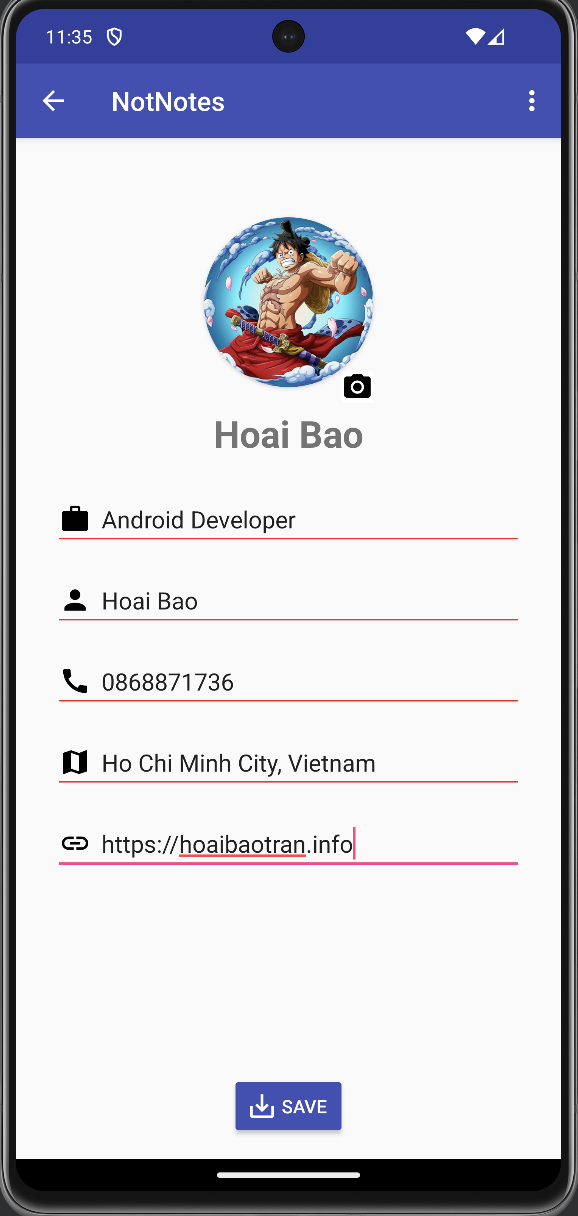 11:35
NotNotes
Hoai Bao
Android Developer
Hoai Bao
0868871736
Ho Chi Minh City, Vietnam
https://hoaibaotran.info
SAVE